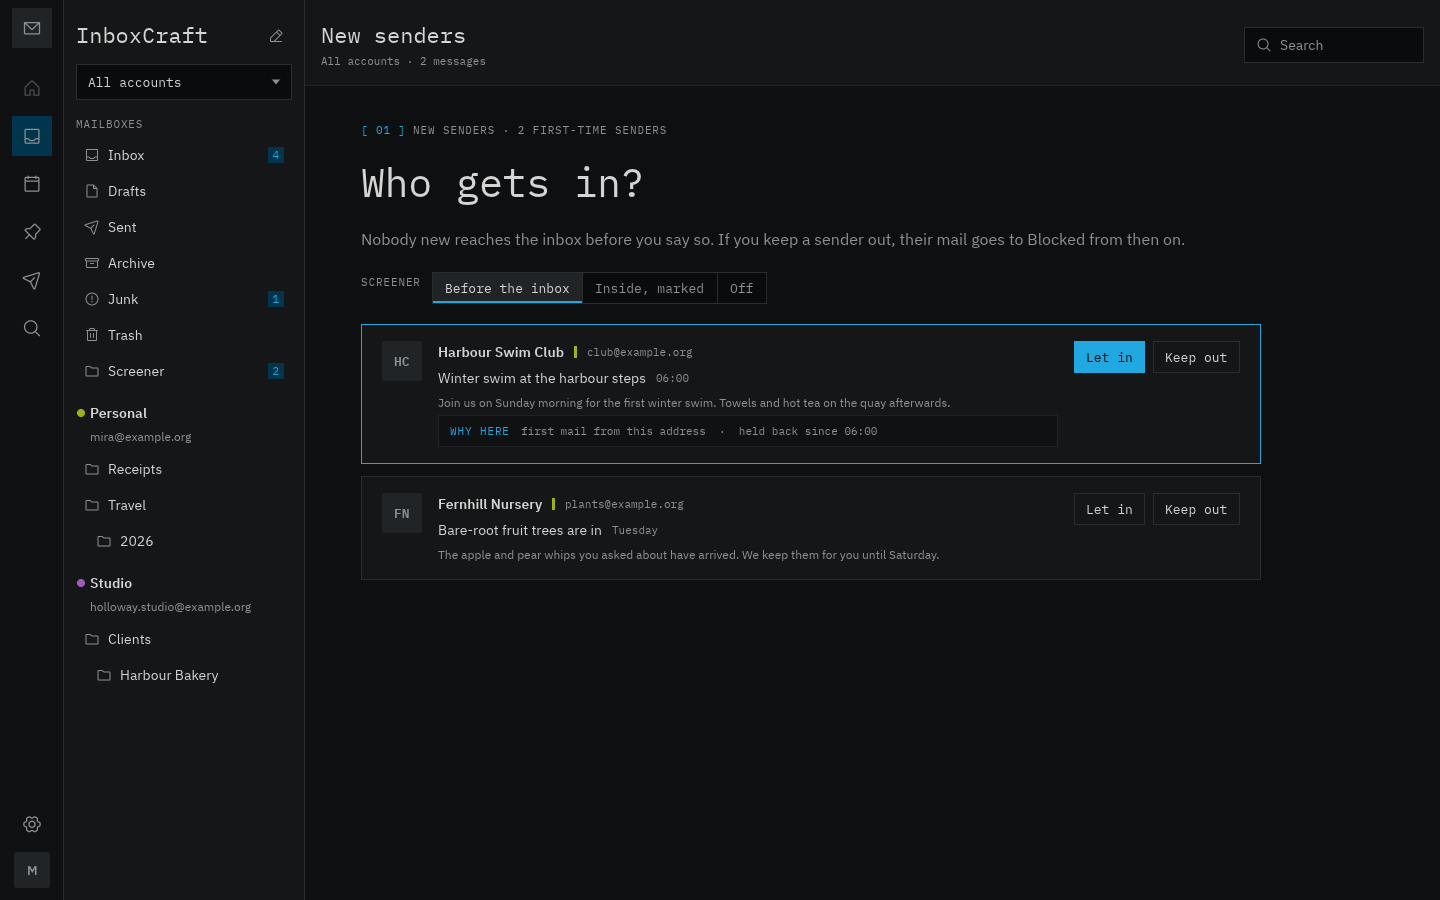 InboxCraft
All accounts
MAILBOXES
Inbox 4
Drafts
Sent
Archive
Junk 1
Trash
Screener 2
Personal
mira@example.org
Receipts
Travel
2026
Studio
holloway.studio@example.org
Clients
Harbour Bakery
M
New senders
All accounts · 2 messages
Search
[ 01 ] NEW SENDERS · 2 FIRST-TIME SENDERS
Who gets in?
Nobody new reaches the inbox before you say so. If you keep a sender out, their mail goes to Blocked from then on.
SCREENER Before the inbox Inside, marked Off
HC
Harbour Swim Club club@example.org
Winter swim at the harbour steps 06:00
Join us on Sunday morning for the first winter swim. Towels and hot tea on the quay afterwards.
WHY HERE first mail from this address · held back since 06:00
Let in Keep out
FN
Fernhill Nursery plants@example.org
Bare-root fruit trees are in Tuesday
The apple and pear whips you asked about have arrived. We keep them for you until Saturday.
Let in Keep out